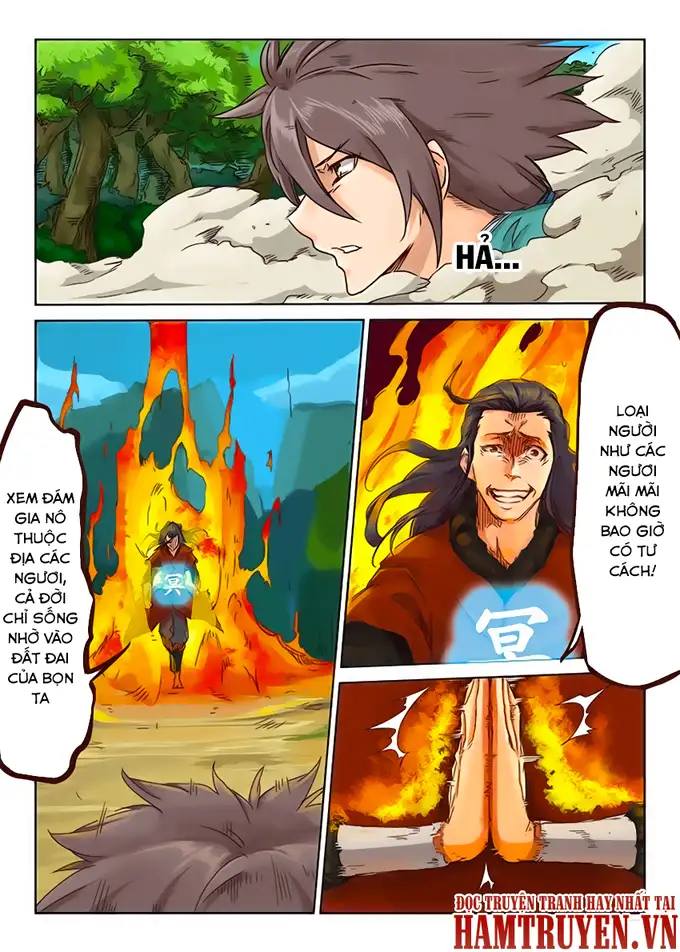 HẢ...
XEM ĐÁM
GIA NÔ
THUỘC
ĐỊA CÁC
NGƯƠI,
CẢ ĐỜI
CHỈ SỐNG
NHỜ VÀO
ĐẤT ĐAI
CỦA BỌN
TA
LOẠI
NGƯỜI
NHƯ CÁC
NGƯƠI
MÃI MÃI
KHÔNG
BAO GIỜ
CÓ TƯ
CÁCH!
冥
冥
ĐỌC TRUYỆN TRANH HAY NHẤT TẠI
HAMTRUYEN.VN